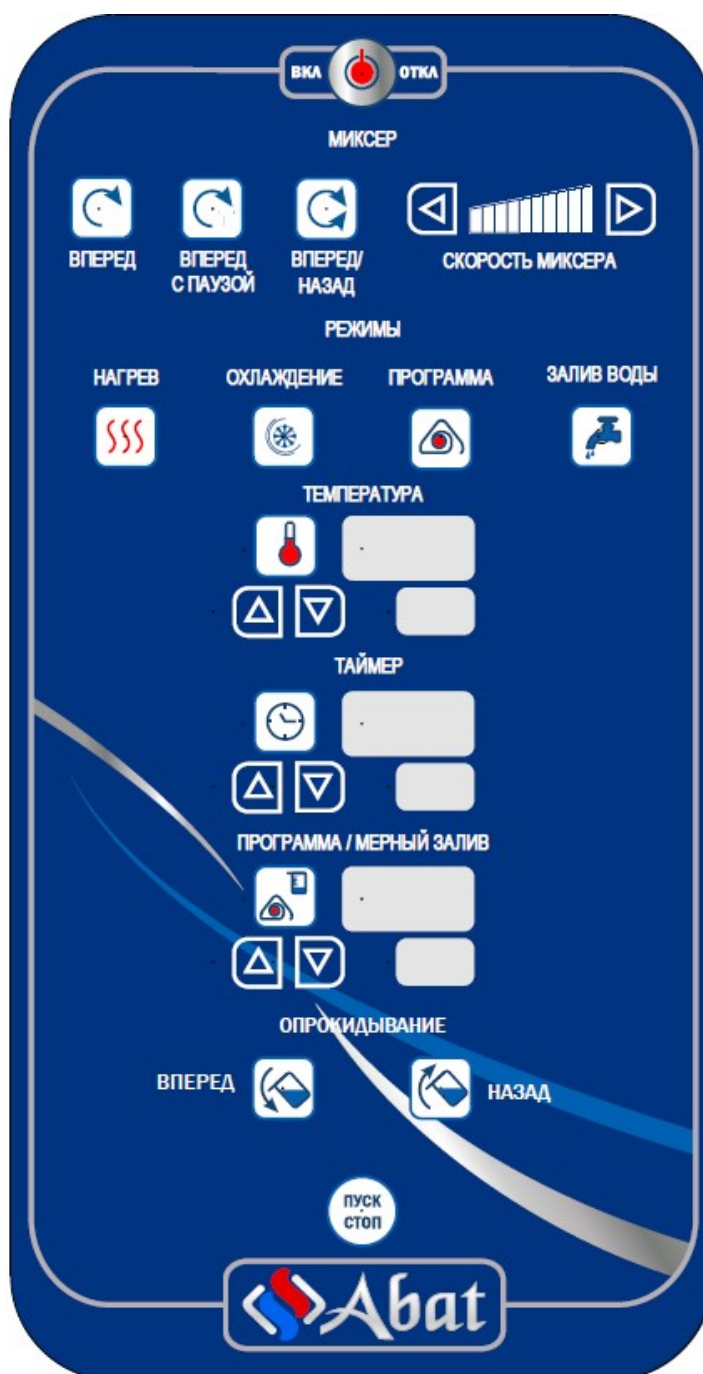 ВКЛ ОТКЛ
МИКСЕР
ВПЕРЕД
ВПЕРЕД
С ПАУЗОЙ
ВПЕРЕД/
НАЗАД
СКОРОСТЬ МИКСЕРА
РЕЖИМЫ
НАГРЕВ
ОХЛАЖДЕНИЕ
ПРОГРАММА
ЗАЛИВ ВОДЫ
ТЕМПЕРАТУРА
ТАЙМЕР
ПРОГРАММА / МЕРНЫЙ ЗАЛИВ
ОПРОКИДЫВАНИЕ
ВПЕРЕД
НАЗАД
ПУСК
СТОП
Abat